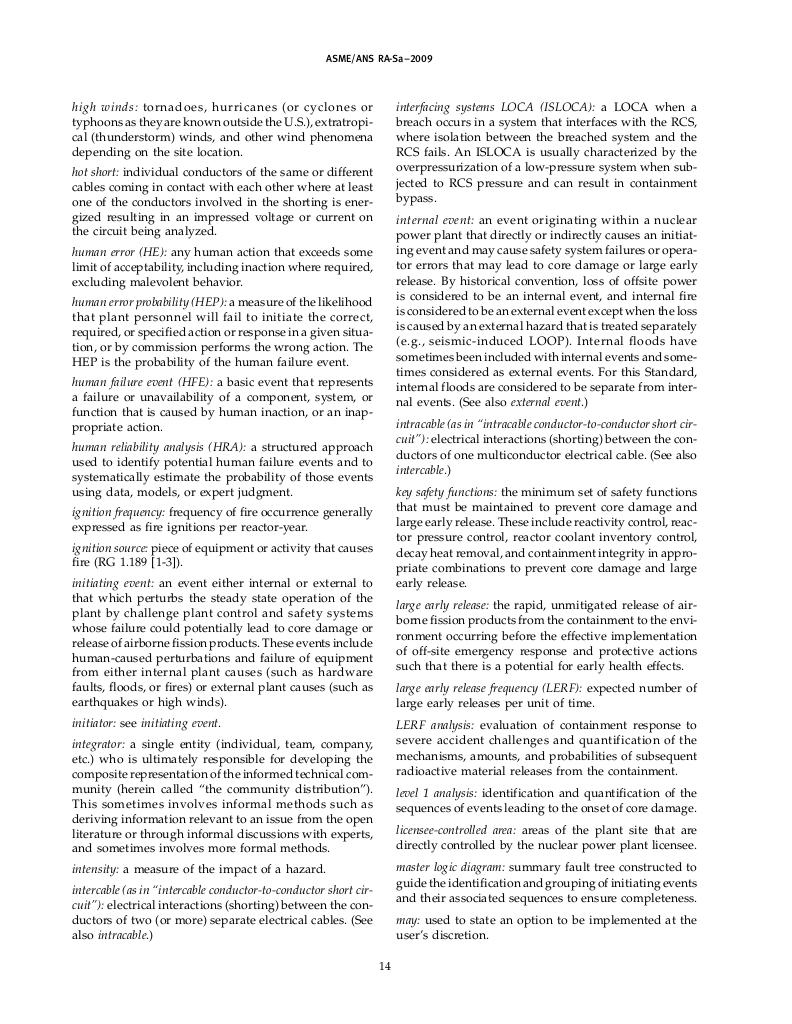 ASME/ANS RA-Sa–2009
high winds: tornadoes, hurricanes (or cyclones or
typhoons as they are known outside the U.S.), extratropi-
cal (thunderstorm) winds, and other wind phenomena
depending on the site location.
hot short: individual conductors of the same or different
cables coming in contact with each other where at least
one of the conductors involved in the shorting is ener-
gized resulting in an impressed voltage or current on
the circuit being analyzed.
human error (HE): any human action that exceeds some
limit of acceptability, including inaction where required,
excluding malevolent behavior.
human error probability (HEP): a measure of the likelihood
that plant personnel will fail to initiate the correct,
required, or specified action or response in a given situa-
tion, or by commission performs the wrong action. The
HEP is the probability of the human failure event.
human failure event (HFE): a basic event that represents
a failure or unavailability of a component, system, or
function that is caused by human inaction, or an inap-
propriate action.
human reliability analysis (HRA): a structured approach
used to identify potential human failure events and to
systematically estimate the probability of those events
using data, models, or expert judgment.
ignition frequency: frequency of fire occurrence generally
expressed as fire ignitions per reactor-year.
ignition source: piece of equipment or activity that causes
fire (RG 1.189 [1-3]).
initiating event: an event either internal or external to
that which perturbs the steady state operation of the
plant by challenge plant control and safety systems
whose failure could potentially lead to core damage or
release of airborne fission products. These events include
human-caused perturbations and failure of equipment
from either internal plant causes (such as hardware
faults, floods, or fires) or external plant causes (such as
earthquakes or high winds).
initiator: see initiating event.
integrator: a single entity (individual, team, company,
etc.) who is ultimately responsible for developing the
composite representation of the informed technical com-
munity (herein called “the community distribution”).
This sometimes involves informal methods such as
deriving information relevant to an issue from the open
literature or through informal discussions with experts,
and sometimes involves more formal methods.
intensity: a measure of the impact of a hazard.
intercable (as in “intercable conductor-to-conductor short cir-
cuit”): electrical interactions (shorting) between the con-
ductors of two (or more) separate electrical cables. (See
also intracable.)
interfacing systems LOCA (ISLOCA): a LOCA when a
breach occurs in a system that interfaces with the RCS,
where isolation between the breached system and the
RCS fails. An ISLOCA is usually characterized by the
overpressurization of a low-pressure system when sub-
jected to RCS pressure and can result in containment
bypass.
internal event: an event originating within a nuclear
power plant that directly or indirectly causes an initiat-
ing event and may cause safety system failures or opera-
tor errors that may lead to core damage or large early
release. By historical convention, loss of offsite power
is considered to be an internal event, and internal fire
is considered to be an external event except when the loss
is caused by an external hazard that is treated separately
(e.g., seismic-induced LOOP). Internal floods have
sometimes been included with internal events and some-
times considered as external events. For this Standard,
internal floods are considered to be separate from inter-
nal events. (See also external event.)
intracable (as in “intracable conductor-to-conductor short cir-
cuit”): electrical interactions (shorting) between the con-
ductors of one multiconductor electrical cable. (See also
intercable.)
key safety functions: the minimum set of safety functions
that must be maintained to prevent core damage and
large early release. These include reactivity control, reac-
tor pressure control, reactor coolant inventory control,
decay heat removal, and containment integrity in appro-
priate combinations to prevent core damage and large
early release.
large early release: the rapid, unmitigated release of air-
borne fission products from the containment to the envi-
ronment occurring before the effective implementation
of off-site emergency response and protective actions
such that there is a potential for early health effects.
large early release frequency (LERF): expected number of
large early releases per unit of time.
LERF analysis: evaluation of containment response to
severe accident challenges and quantification of the
mechanisms, amounts, and probabilities of subsequent
radioactive material releases from the containment.
level 1 analysis: identification and quantification of the
sequences of events leading to the onset of core damage.
licensee-controlled area: areas of the plant site that are
directly controlled by the nuclear power plant licensee.
master logic diagram: summary fault tree constructed to
guide the identification and grouping of initiating events
and their associated sequences to ensure completeness.
may: used to state an option to be implemented at the
user’s discretion.
14